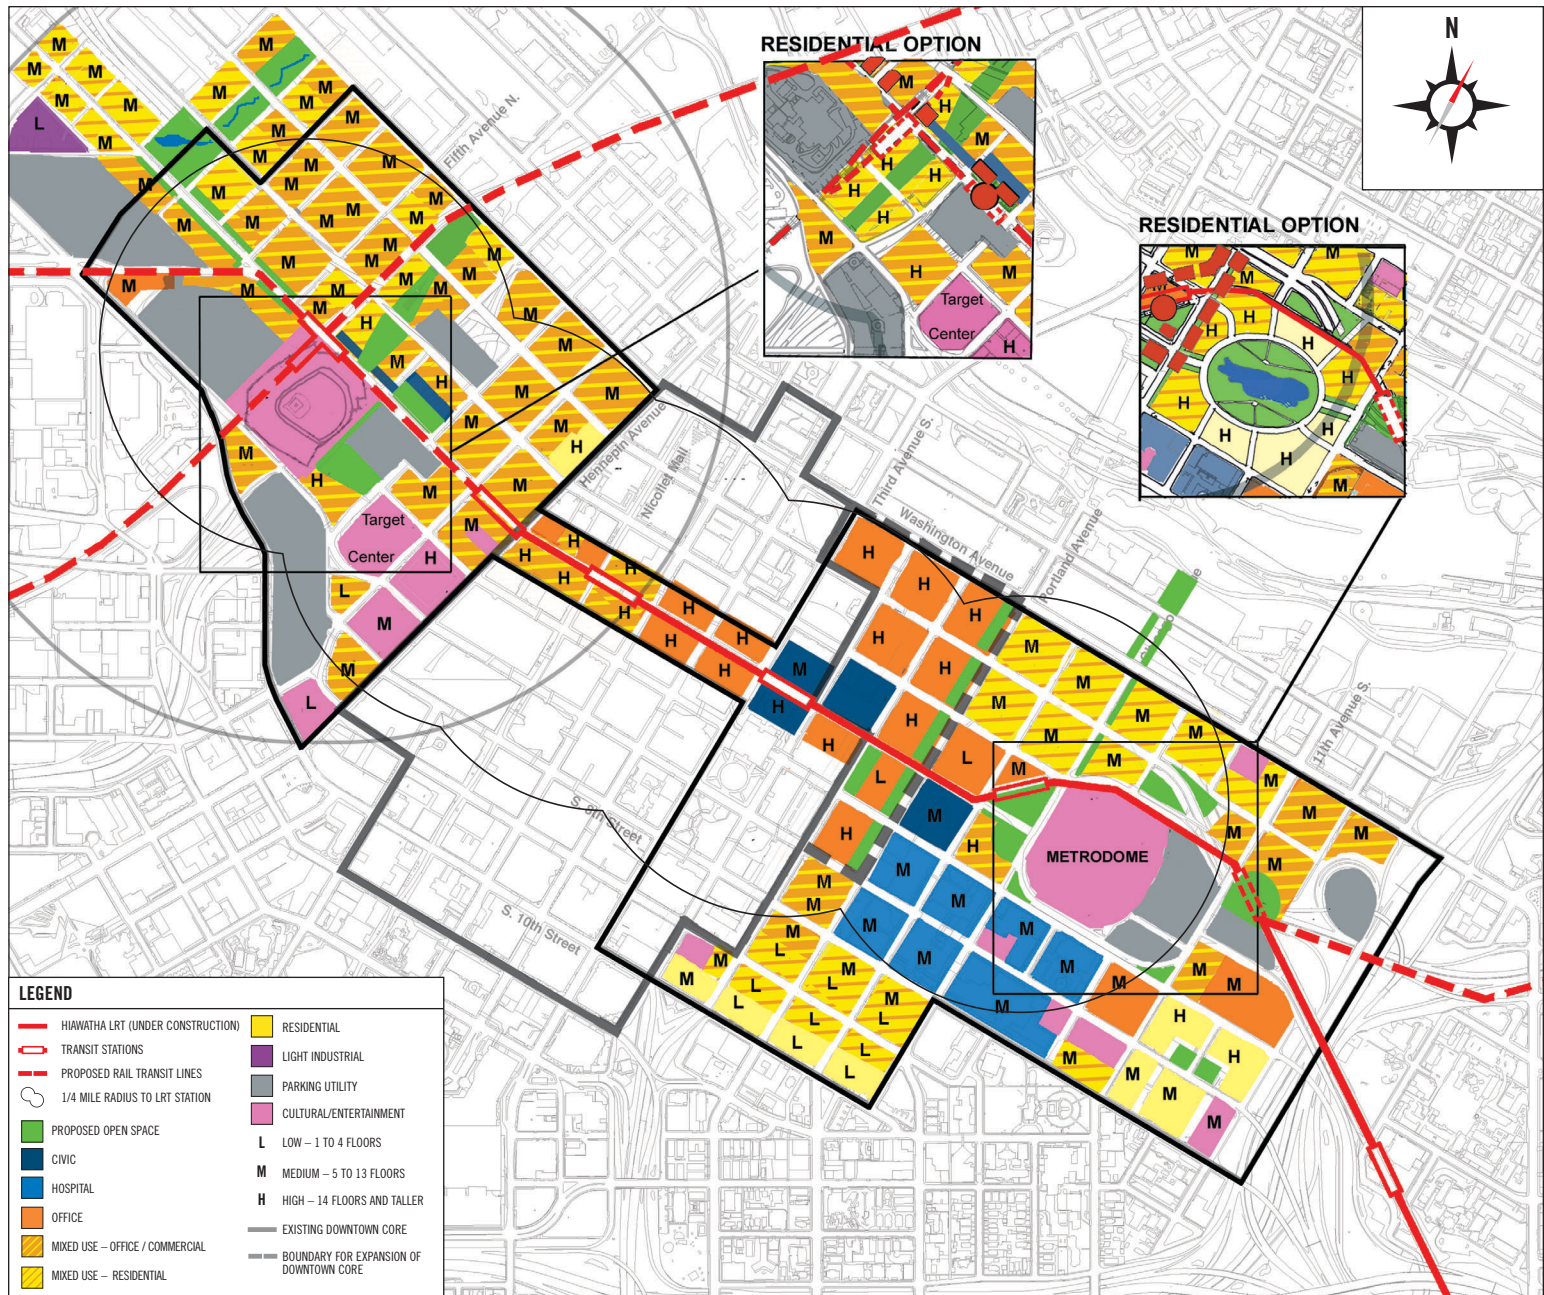 RESIDENTIAL OPTION
N
RESIDENTIAL OPTION
Fifth Avenue N.
Hennepin Avenue
Nicollet Mall
Third Avenue S.
Washington Avenue
Portland Avenue
11th Avenue S.
S. 8th Street
S. 10th Street
Target
Center
Target
Center
METRODOME
M
H
L
LEGEND
HIAWATHA LRT (UNDER CONSTRUCTION)
TRANSIT STATIONS
PROPOSED RAIL TRANSIT LINES
1/4 MILE RADIUS TO LRT STATION
PROPOSED OPEN SPACE
CIVIC
HOSPITAL
OFFICE
MIXED USE – OFFICE / COMMERCIAL
MIXED USE – RESIDENTIAL
RESIDENTIAL
LIGHT INDUSTRIAL
PARKING UTILITY
CULTURAL/ENTERTAINMENT
L LOW – 1 TO 4 FLOORS
M MEDIUM – 5 TO 13 FLOORS
H HIGH – 14 FLOORS AND TALLER
EXISTING DOWNTOWN CORE
BOUNDARY FOR EXPANSION OF
DOWNTOWN CORE